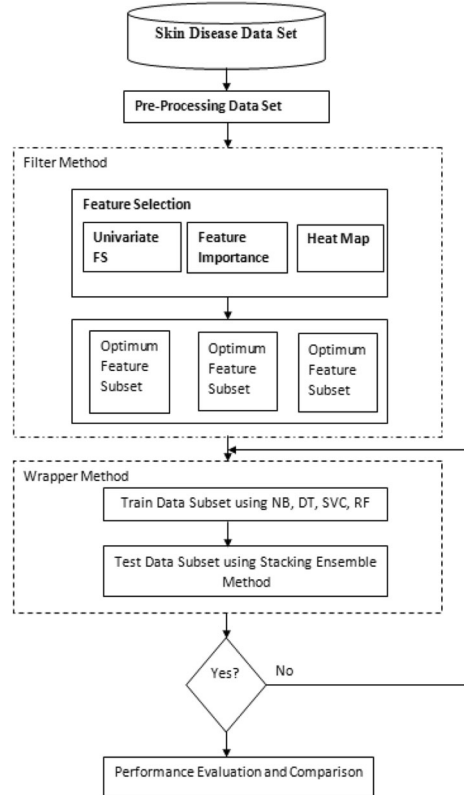 Skin Disease Data Set
Pre-Processing Data Set
Filter Method
Feature Selection
Univariate
FS
Feature
Importance
Heat Map
Optimum
Feature
Subset
Optimum
Feature
Subset
Optimum
Feature
Subset
Wrapper Method
Train Data Subset using NB, DT, SVC, RF
Test Data Subset using Stacking Ensemble
Method
Yes?
No
Performance Evaluation and Comparison